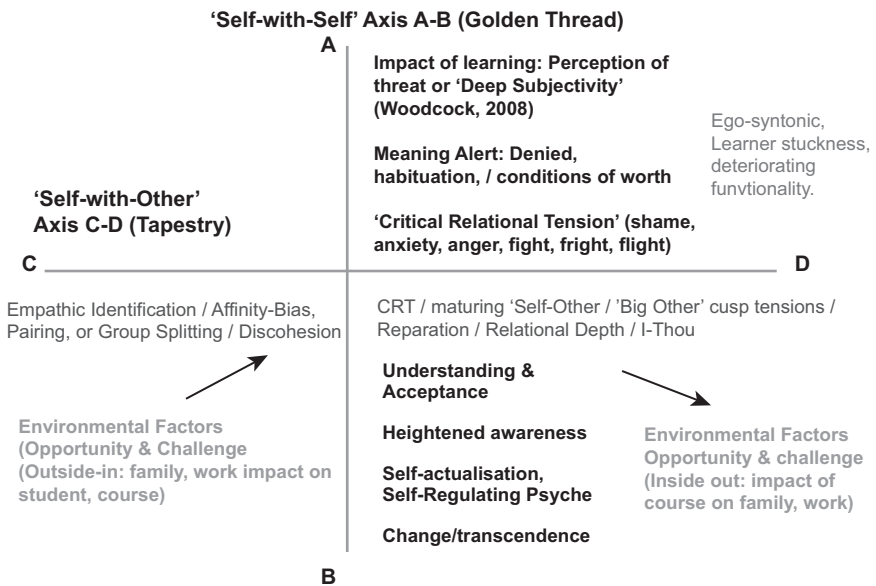 ‘Self-with-Self’ Axis A-B (Golden Thread)
A
Impact of learning: Perception of
threat or ‘Deep Subjectivity’
(Woodcock, 2008)
Ego-syntonic,
Learner stuckness,
deteriorating
funvtionality.
Meaning Alert: Denied,
habituation, / conditions of worth
‘Self-with-Other’
Axis C-D (Tapestry)
‘Critical Relational Tension’ (shame,
anxiety, anger, fight, fright, flight)
C
D
Empathic Identification / Affinity-Bias,
Pairing, or Group Splitting / Discohesion
CRT / maturing ‘Self-Other / ’Big Other’ cusp tensions /
Reparation / Relational Depth / I-Thou
Understanding &
Acceptance
Heightened awareness
Self-actualisation,
Self-Regulating Psyche
Change/transcendence
Environmental Factors
(Opportunity & Challenge
(Outside-in: family, work impact on
student, course)
Environmental Factors
Opportunity & challenge
(Inside out: impact of
course on family, work)
B